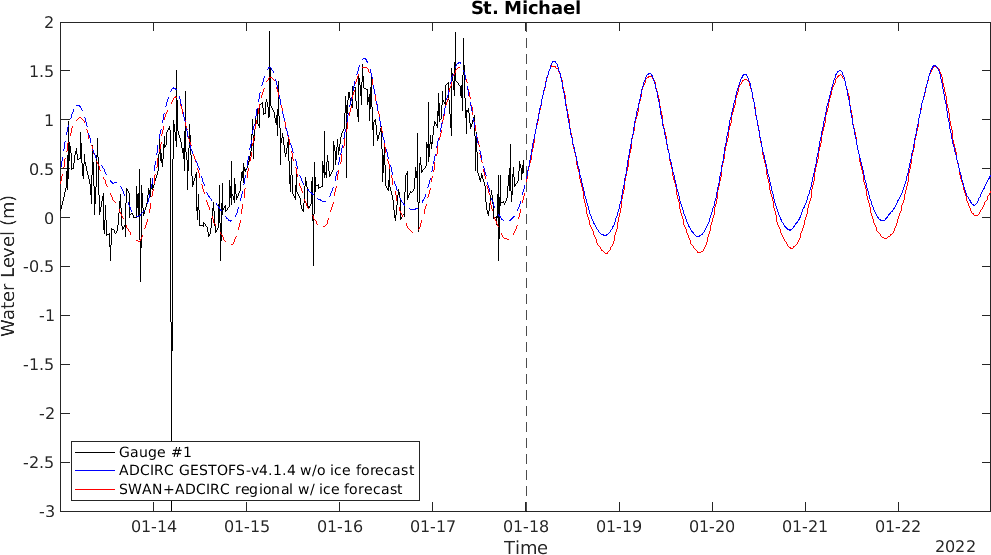 St. Michael
Water Level (m)
2
1.5
1
0.5
0
-0.5
-1
-1.5
-2
-2.5
-3
Gauge #1
ADCIRC GESTOFS-v4.1.4 w/o ice forecast
SWAN+ADCIRC regional w/ ice forecast
01-14 01-15 01-16 01-17 01-18 01-19 01-20 01-21 01-22
Time
2022